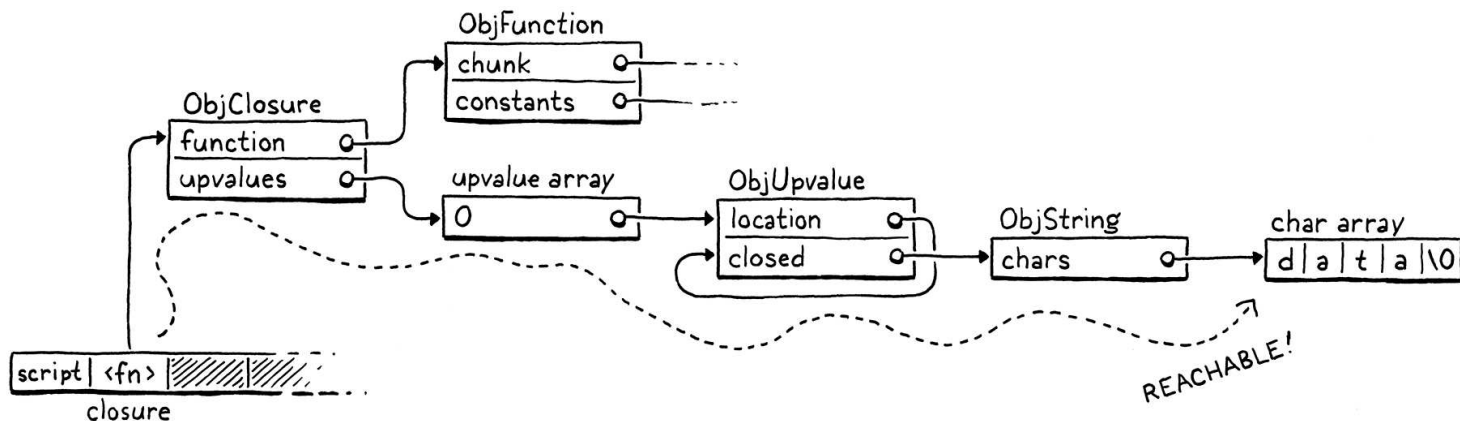 ObjFunction
chunk
constants
ObjClosure
function
upvalues
upvalue array
0
ObjUpvalue
location
closed
ObjString
chars
char array
d|a|t|a|\0
REACHABLE!
script| <fn> |
closure